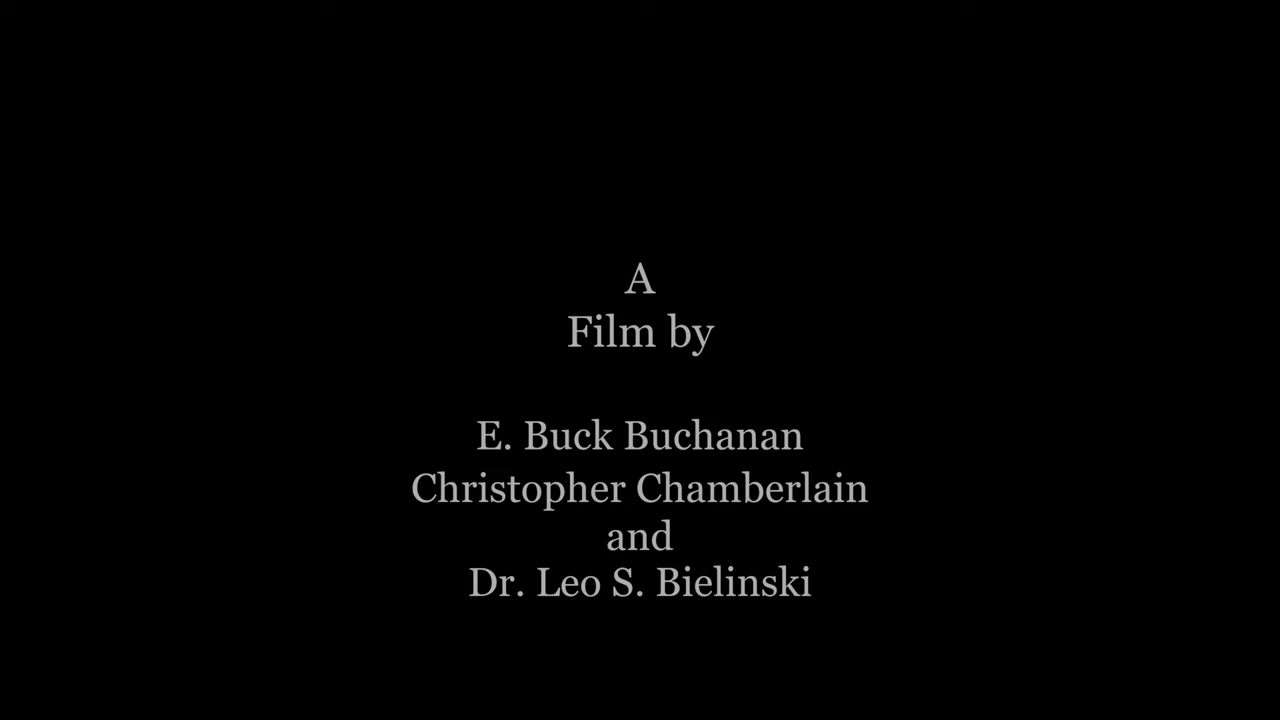 A
Film by
E. Buck Buchanan
Christopher Chamberlain
and
Dr. Leo S. Bielinski